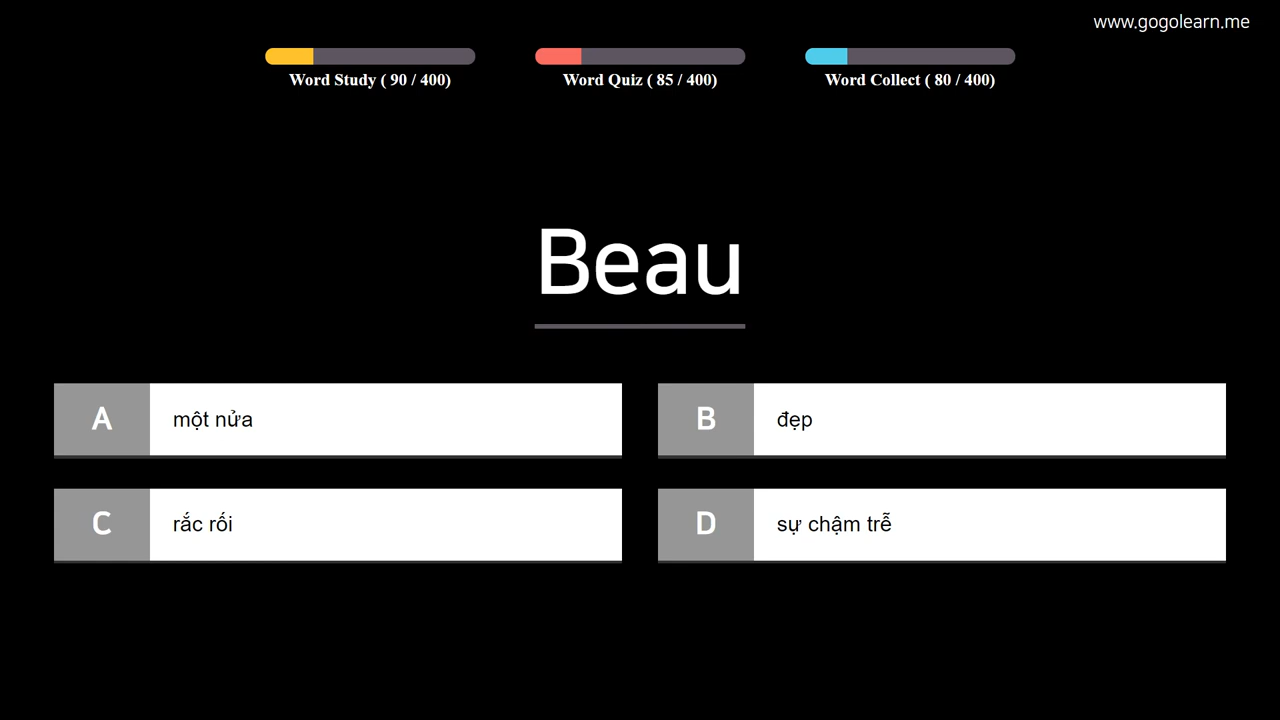 www.gogolearn.me
Word Study ( 90 / 400)
Word Quiz ( 85 / 400)
Word Collect ( 80 / 400)
Beau
A
một nửa
B
đẹp
C
rắc rối
D
sự chậm trễ